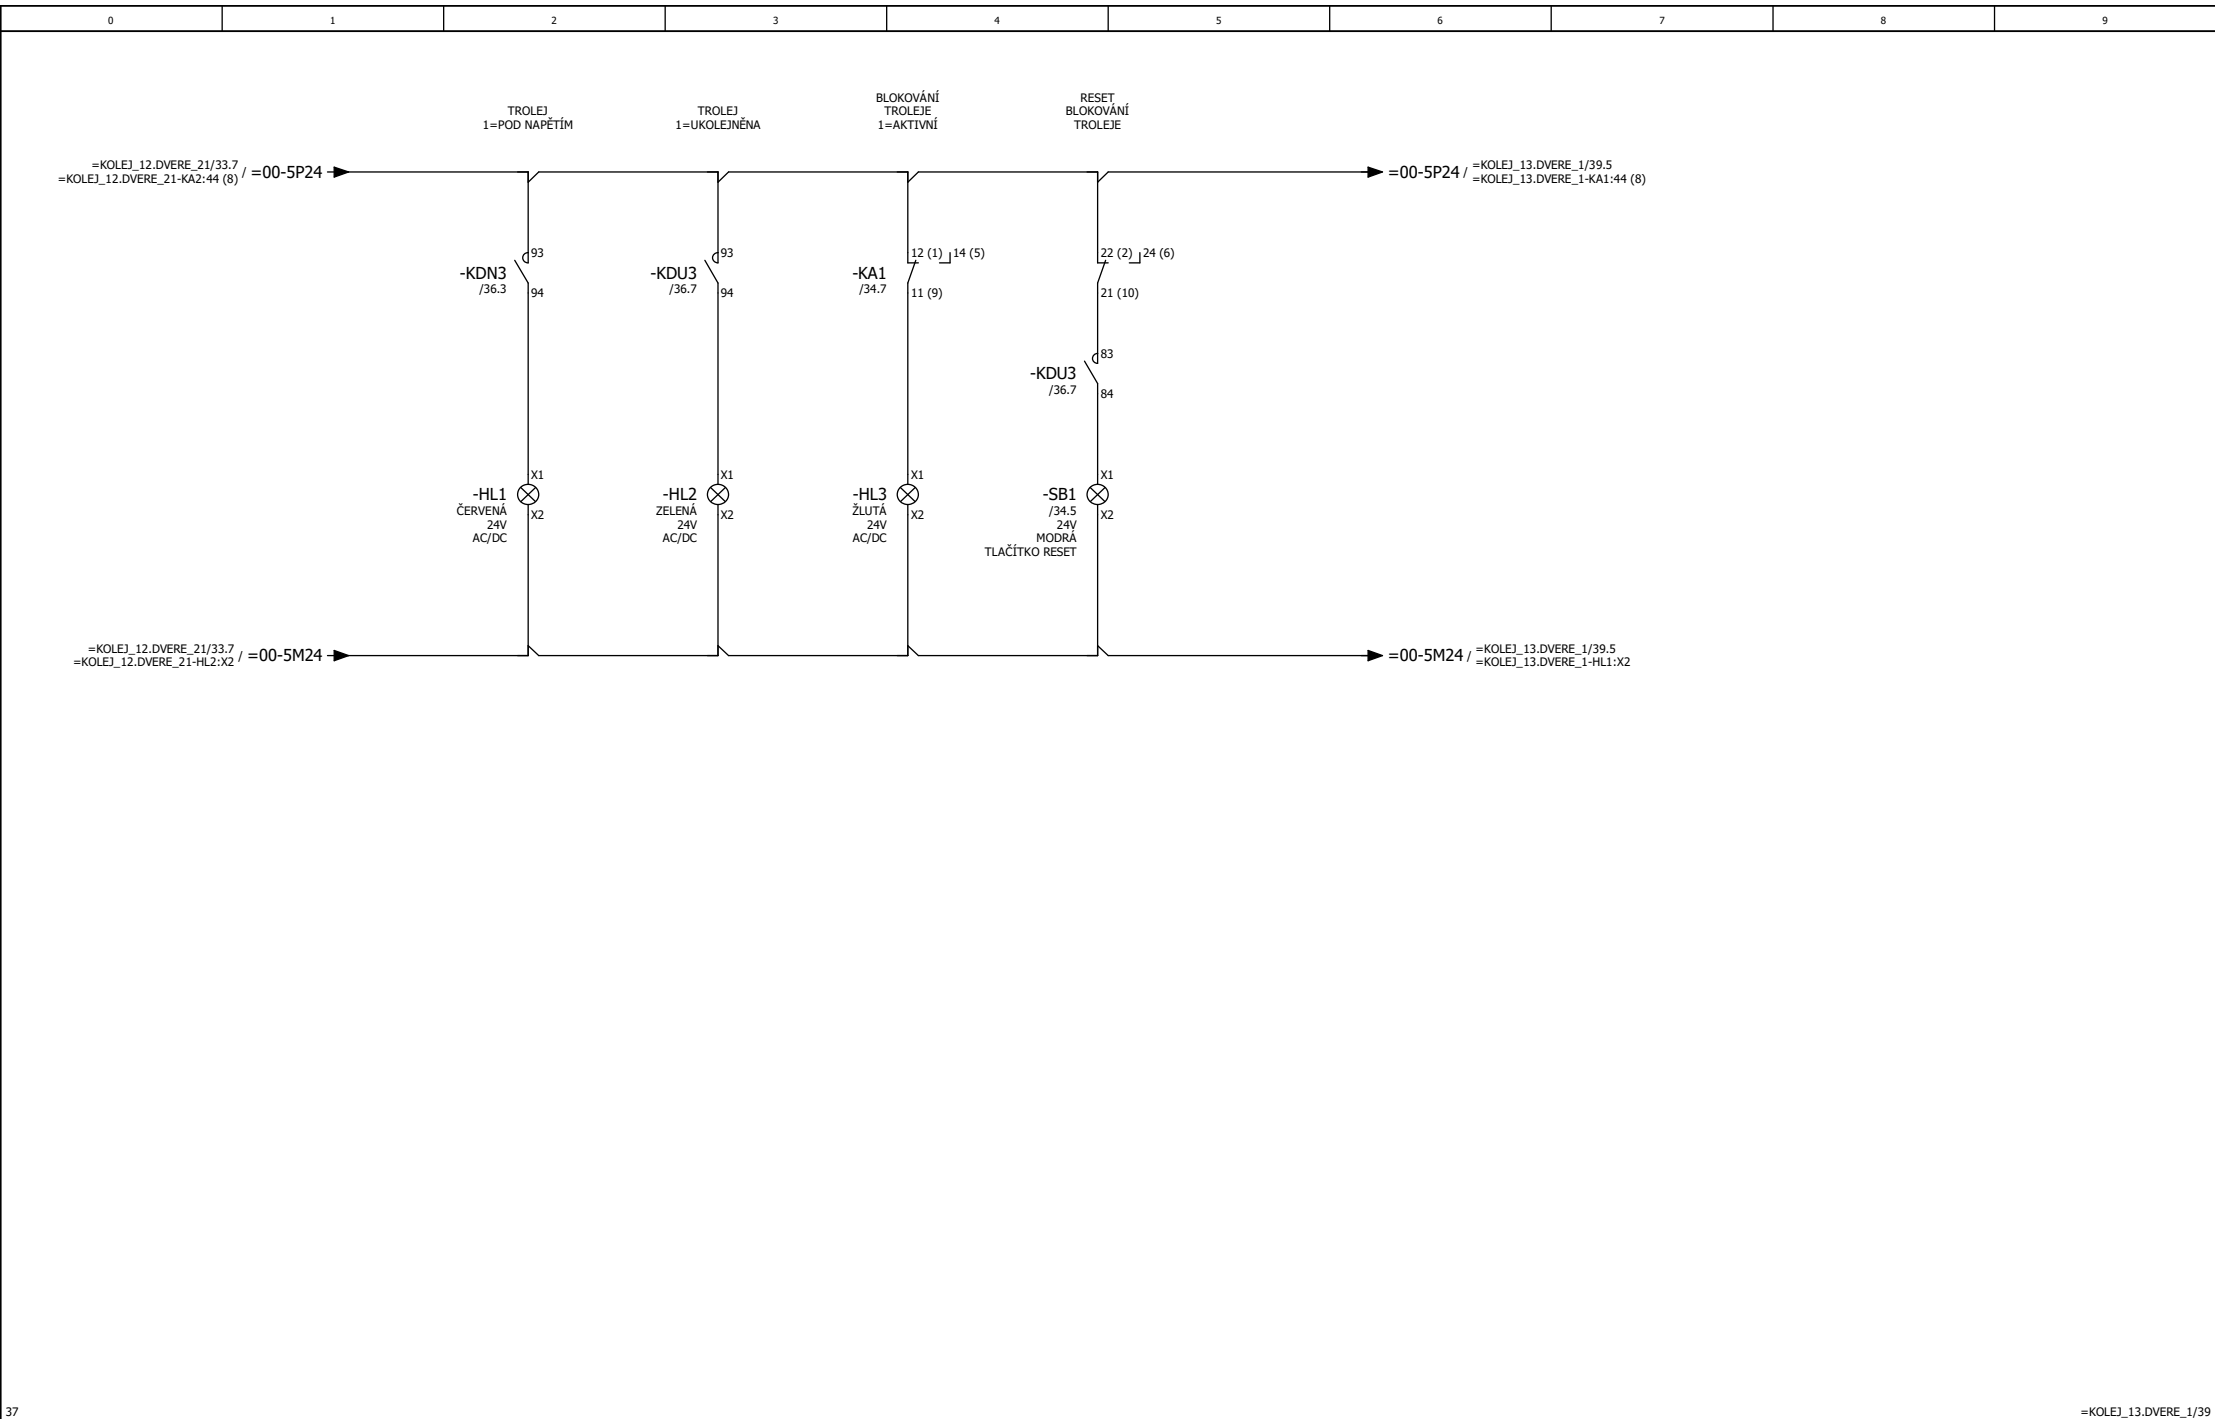 0 1 2 3 4 5 6 7 8 9
TROLEJ
1=POD NAPĚTÍM
TROLEJ
1=UKOLEJNĚNA
BLOKOVÁNÍ
TROLEJE
1=AKTIVNÍ
RESET
BLOKOVÁNÍ
TROLEJE
=KOLEJ_12.DVERE_21/33.7
=KOLEJ_12.DVERE_21-KA2:44 (8) / =00-5P24
=00-5P24 / =KOLEJ_13.DVERE_1/39.5
=KOLEJ_13.DVERE_1-KA1:44 (8)
93
-KDN3
/36.3
94
93
-KDU3
/36.7
94
12 (1) 14 (5)
-KA1
/34.7
11 (9)
22 (2) 24 (6)
21 (10)
83
-KDU3
/36.7
84
X1
-HL1
X2
ČERVENÁ
24V
AC/DC
X1
-HL2
X2
ZELENÁ
24V
AC/DC
X1
-HL3
X2
ŽLUTÁ
24V
AC/DC
X1
-SB1
/34.5
X2
24V
MODRÁ
TLAČÍTKO RESET
=KOLEJ_12.DVERE_21/33.7
=KOLEJ_12.DVERE_21-HL2:X2 / =00-5M24
=00-5M24 / =KOLEJ_13.DVERE_1/39.5
=KOLEJ_13.DVERE_1-HL1:X2
37
=KOLEJ_13.DVERE_1/39